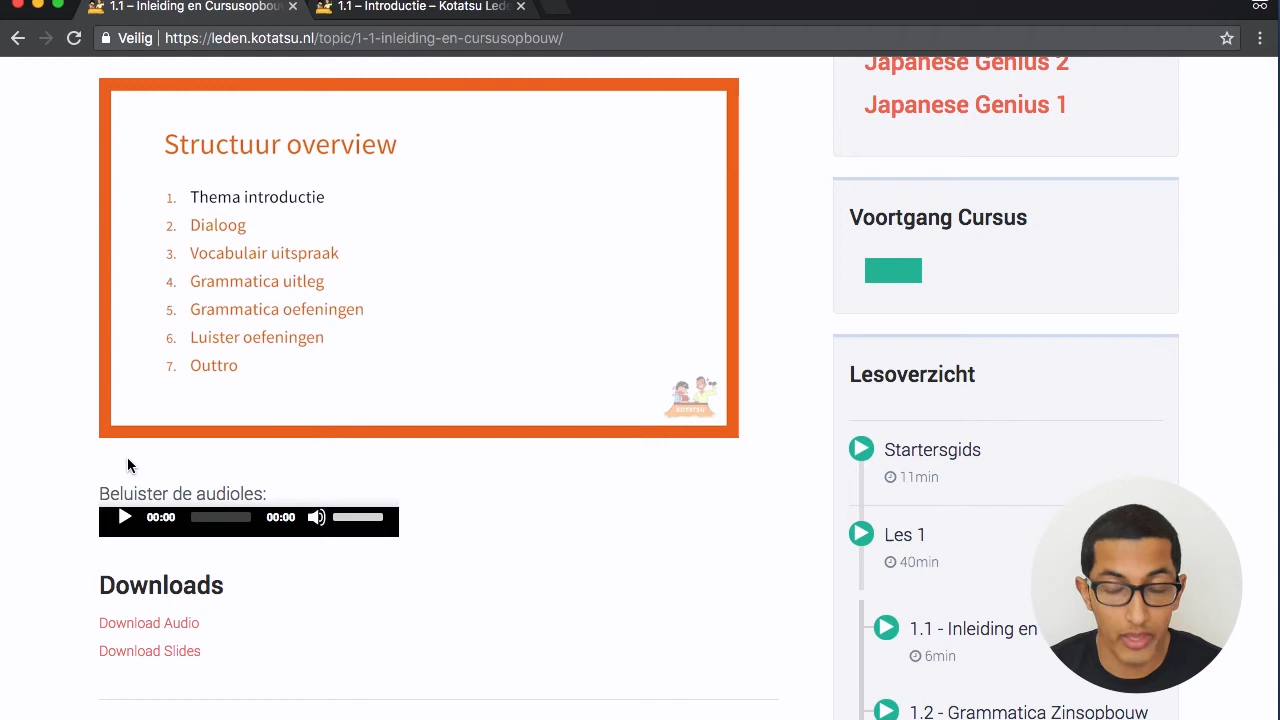 1.1 – Inleiding en Cursusopbou
1.1 – Introductie – Kotatsu Lede
Veilig | https://leden.kotatsu.nl/topic/1-1-inleiding-en-cursusopbouw/
Structuur overview
1. Thema introductie
2. Dialoog
3. Vocabulair uitspraak
4. Grammatica uitleg
5. Grammatica oefeningen
6. Luister oefeningen
7. Outtro
KOTATSU
Beluister de audioles:
00:00 00:00
Downloads
Download Audio
Download Slides
Japanese Genius 2
Japanese Genius 1
Voortgang Cursus
Lesoverzicht
Startersgids
11min
Les 1
40min
1.1 - Inleiding en
6min
1.2 - Grammatica Zinsopbouw